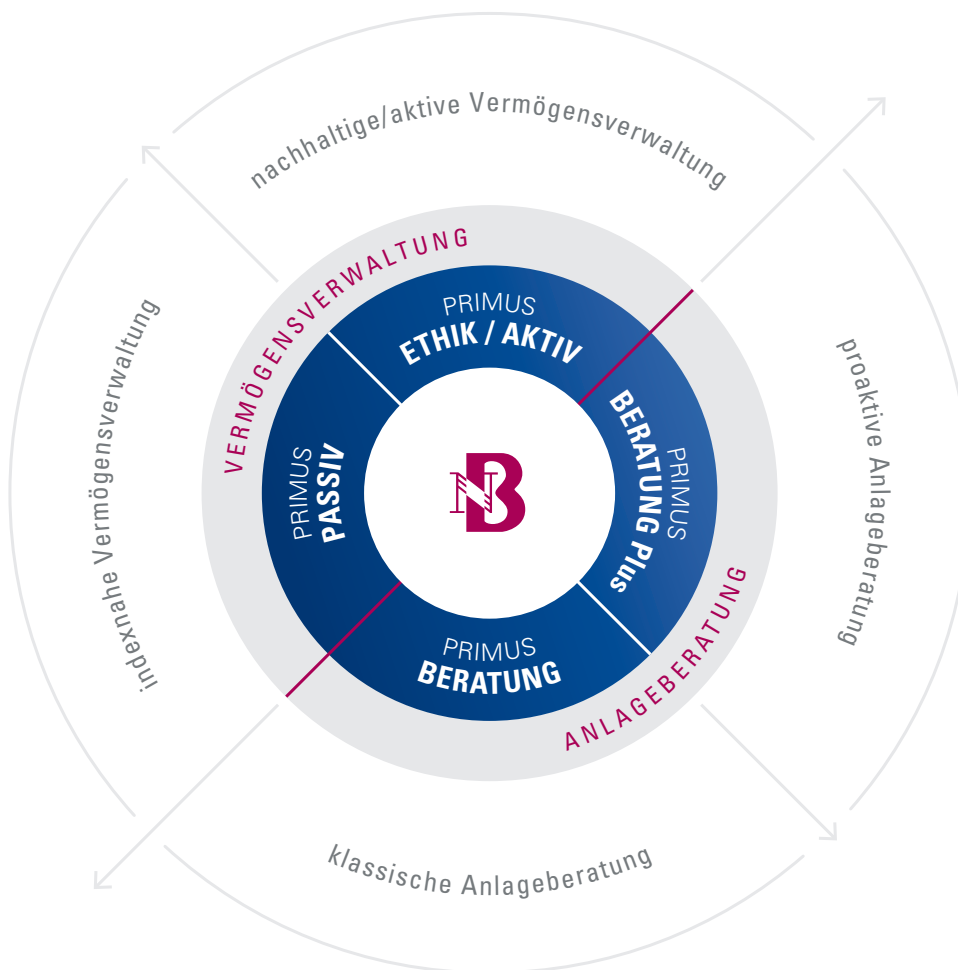 nachhaltige/aktive Vermögensverwaltung
VERMÖGENSVERWALTUNG
PRIMUS
ETHIK / AKTIV
indexnahe Vermögensverwaltung
PRIMUS
PASSIV
NB
PRIMUS
BERATUNG Plus
proaktive Anlageberatung
PRIMUS
BERATUNG
ANLAGEBERATUNG
klassische Anlageberatung